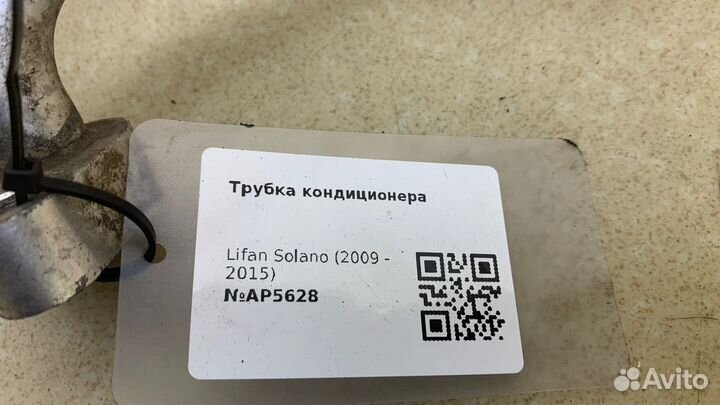 Трубка кондиционера
Lifan Solano (2009 -
2015)
№AP5628
Avito